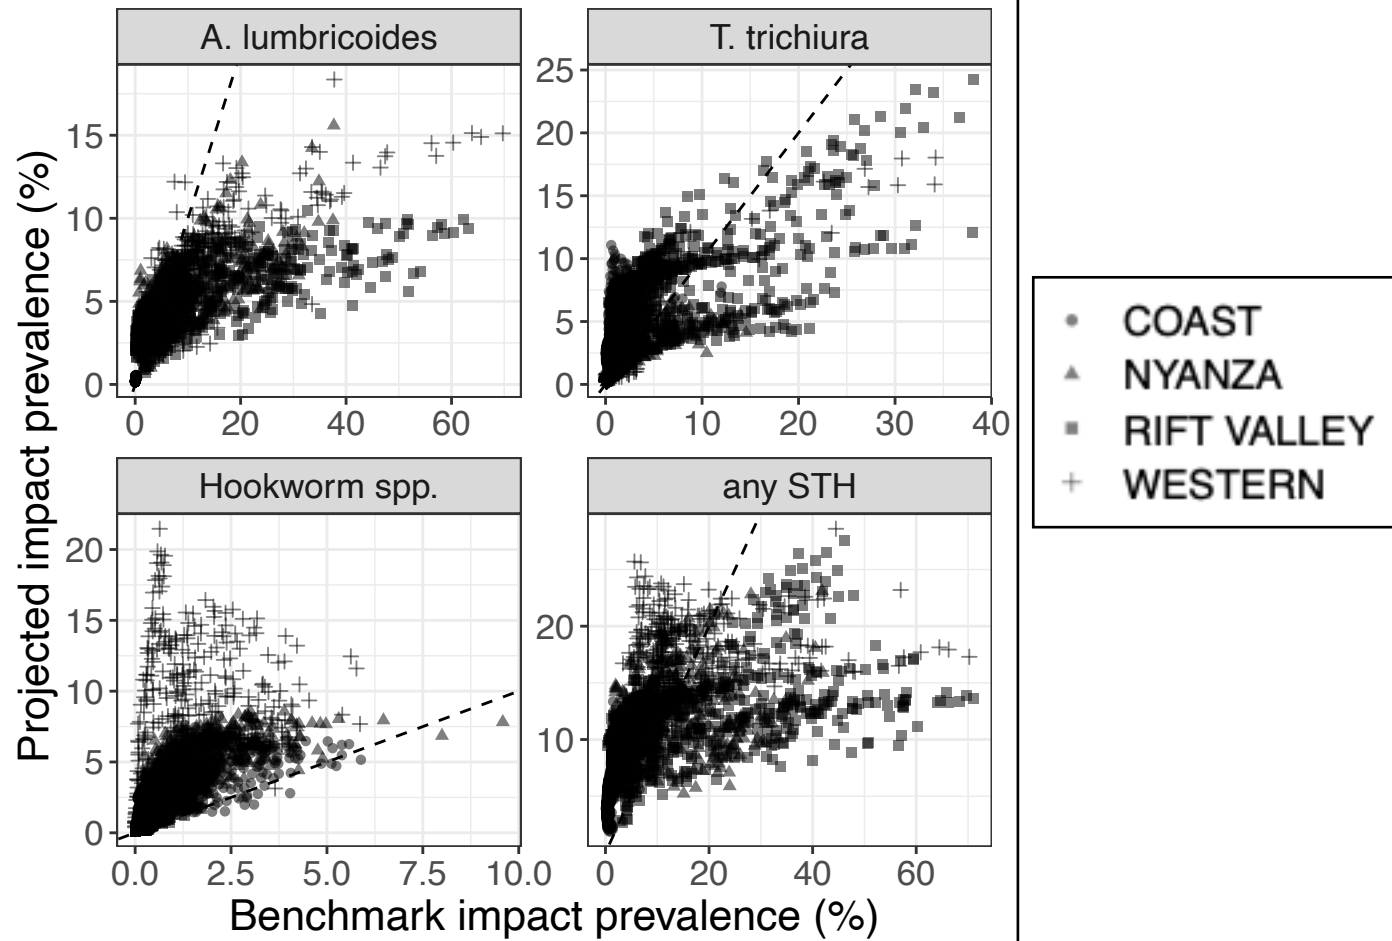 A. lumbricoides
T. trichiura
15
10
5
0
0 20 40 60
25
20
15
10
5
0
0 10 20 30 40
Projected impact prevalence (%)
Hookworm spp.
any STH
20
15
10
5
0
0.0 2.5 5.0 7.5 10.0
20
10
0 20 40 60
Benchmark impact prevalence (%)
COAST
NYANZA
RIFT VALLEY
WESTERN